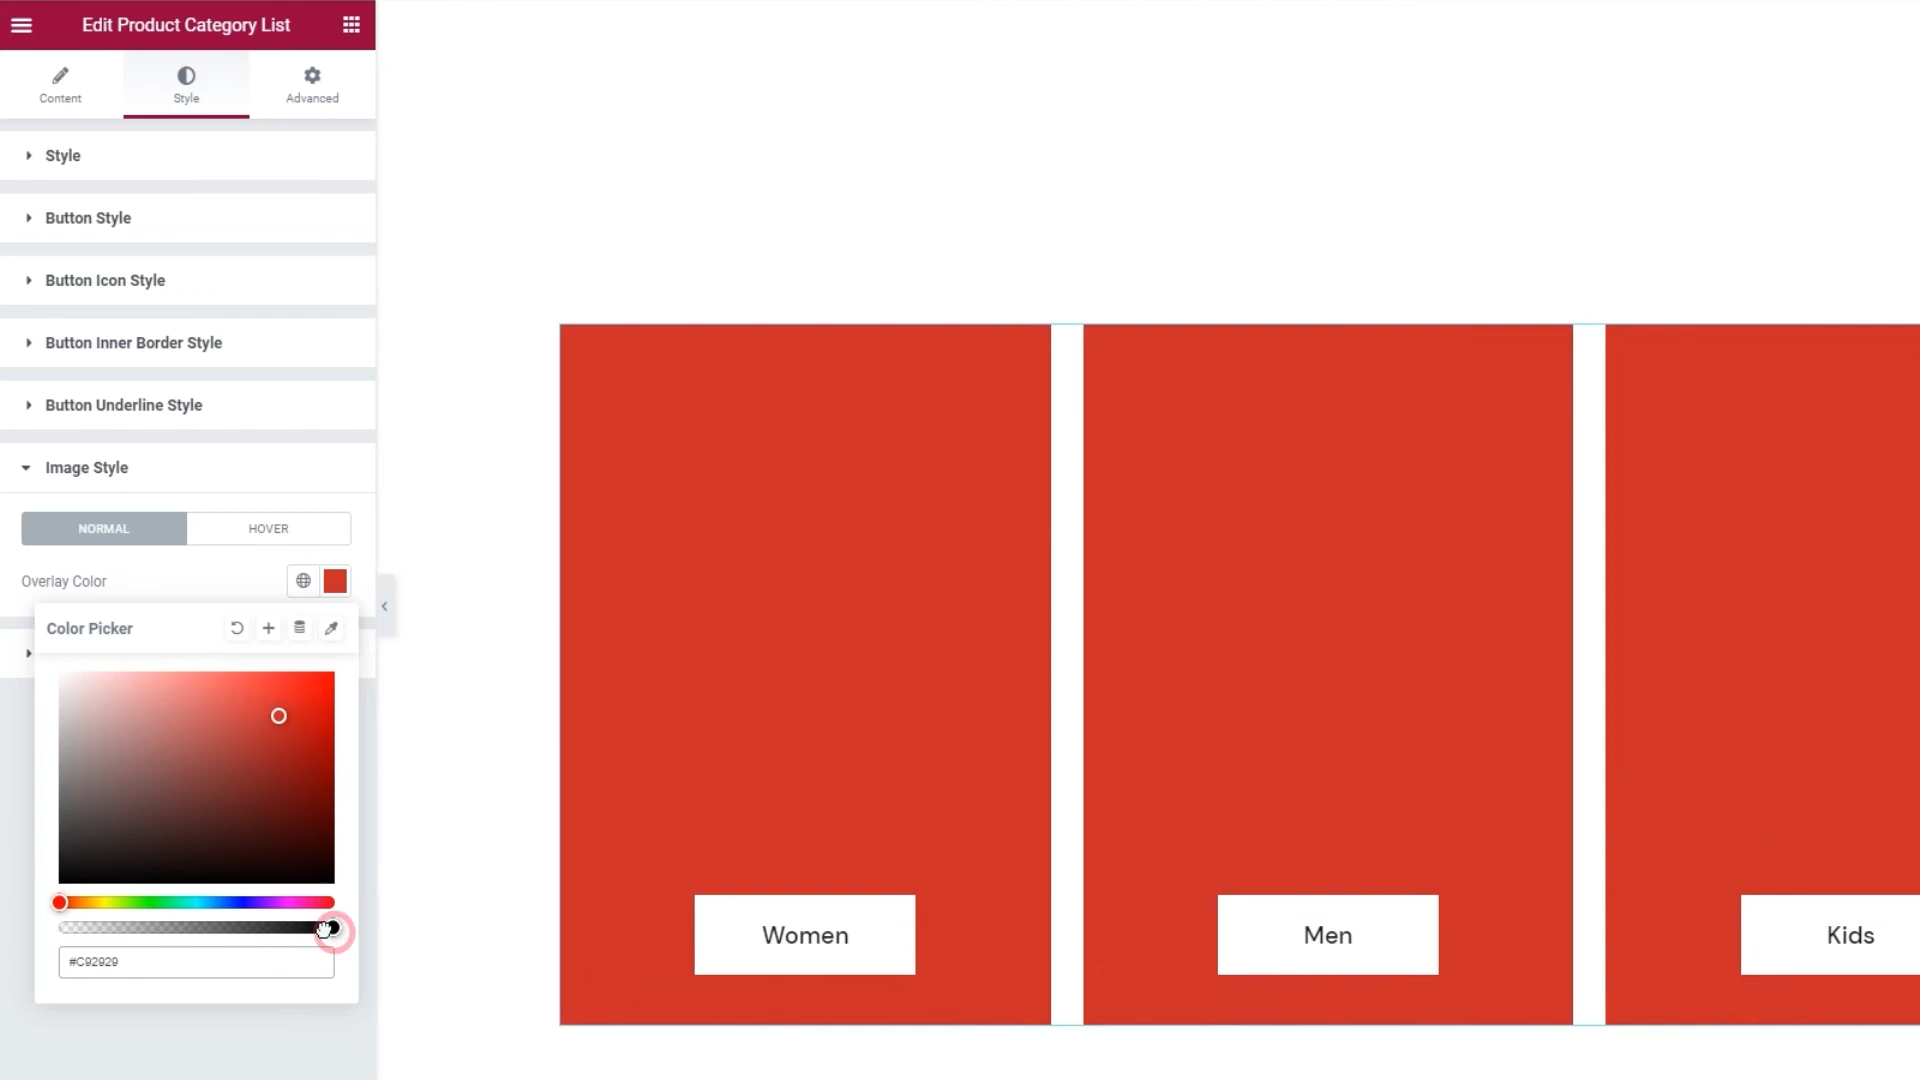 Edit Product Category List
Content
Style
Advanced
Style
Button Style
Button Icon Style
Button Inner Border Style
Button Underline Style
Image Style
NORMAL
HOVER
Overlay Color
Color Picker
#C92929
Women
Men
Kids